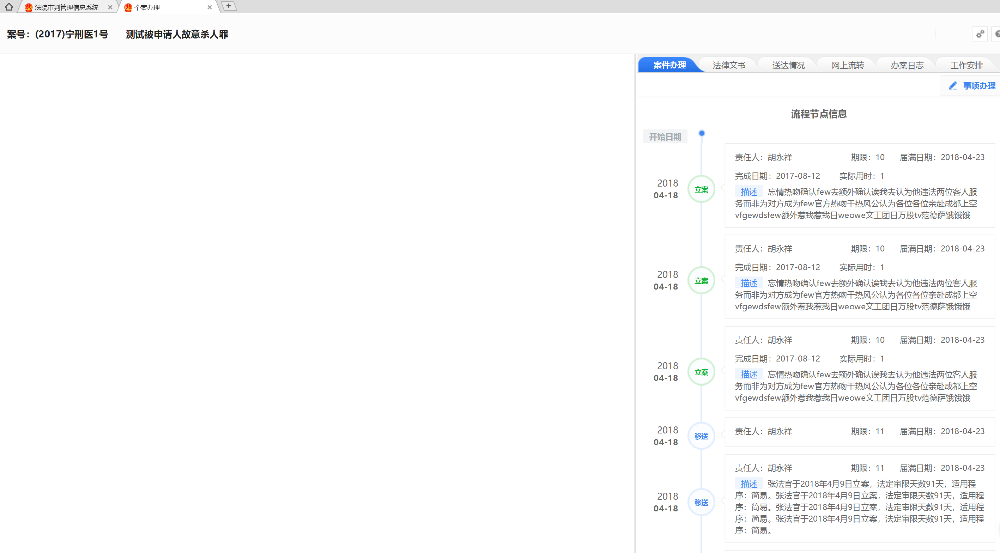 法院审判管理信息系统
个案办理
案号：(2017)宁刑医1号 测试被申请人故意杀人罪
案件办理 法律文书 送达情况 网上流转 办案日志 工作安排
事项办理
流程节点信息
开始日期
2018
04-18
立案
责任人：胡永祥 期限：10 届满日期：2018-04-23
完成日期：2017-08-12 实际用时：1
描述 忘情热吻确认few去额外确认诶我去认为他违法两位客人服
务而非为对方成为few官方热吻干热风公认为各位各位亲赴成都上空
vfgewdsfew额外惹我惹我日weowe文工团日万股tv范德萨饿饿饿
2018
04-18
立案
责任人：胡永祥 期限：10 届满日期：2018-04-23
完成日期：2017-08-12 实际用时：1
描述 忘情热吻确认few去额外确认诶我去认为他违法两位客人服
务而非为对方成为few官方热吻干热风公认为各位各位亲赴成都上空
vfgewdsfew额外惹我惹我日weowe文工团日万股tv范德萨饿饿饿
2018
04-18
立案
责任人：胡永祥 期限：10 届满日期：2018-04-23
完成日期：2017-08-12 实际用时：1
描述 忘情热吻确认few去额外确认诶我去认为他违法两位客人服
务而非为对方成为few官方热吻干热风公认为各位各位亲赴成都上空
vfgewdsfew额外惹我惹我日weowe文工团日万股tv范德萨饿饿饿
2018
04-18
移送
责任人：胡永祥 期限：11 届满日期：2018-04-23
2018
04-18
移送
责任人：胡永祥 期限：11 届满日期：2018-04-23
描述 张法官于2018年4月9日立案，法定审限天数91天，适用程
序：简易。张法官于2018年4月9日立案，法定审限天数91天，适用程
序：简易。张法官于2018年4月9日立案，法定审限天数91天，适用程
序：简易。张法官于2018年4月9日立案，法定审限天数91天，适用程
序：简易。